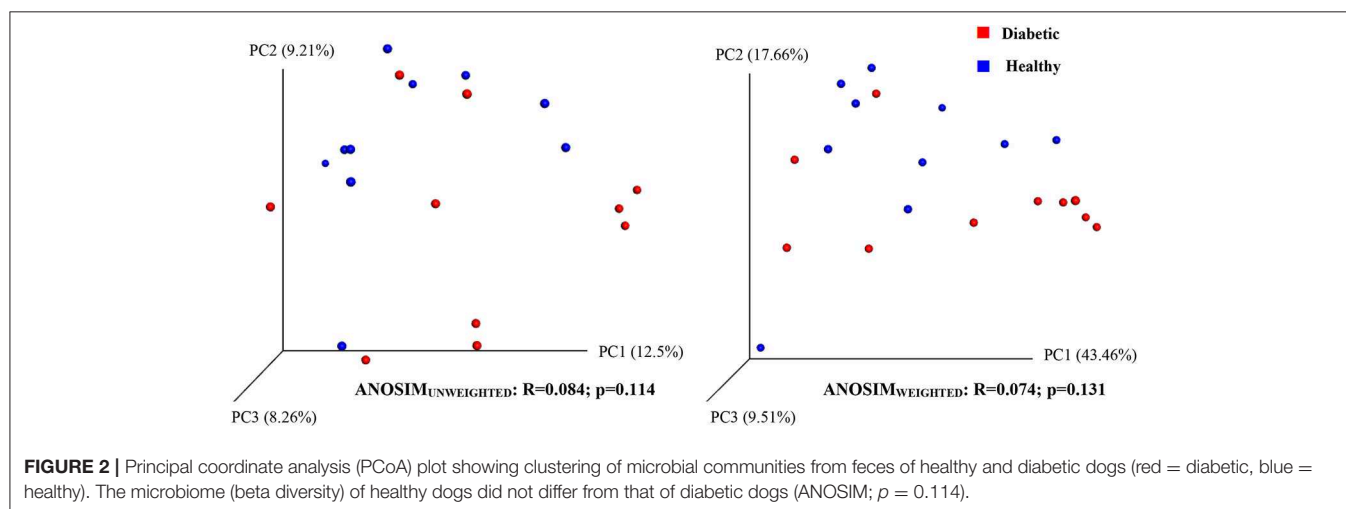 PC2 (9.21%)
PC1 (12.5%)
PC3 (8.26%)
ANOSIMUNWEIGHTED: R=0.084; p=0.114
PC2 (17.66%)
Diabetic
Healthy
PC1 (43.46%)
PC3 (9.51%)
ANOSIMWEIGHTED: R=0.074; p=0.131
FIGURE 2 | Principal coordinate analysis (PCoA) plot showing clustering of microbial communities from feces of healthy and diabetic dogs (red = diabetic, blue =
healthy). The microbiome (beta diversity) of healthy dogs did not differ from that of diabetic dogs (ANOSIM; p = 0.114).